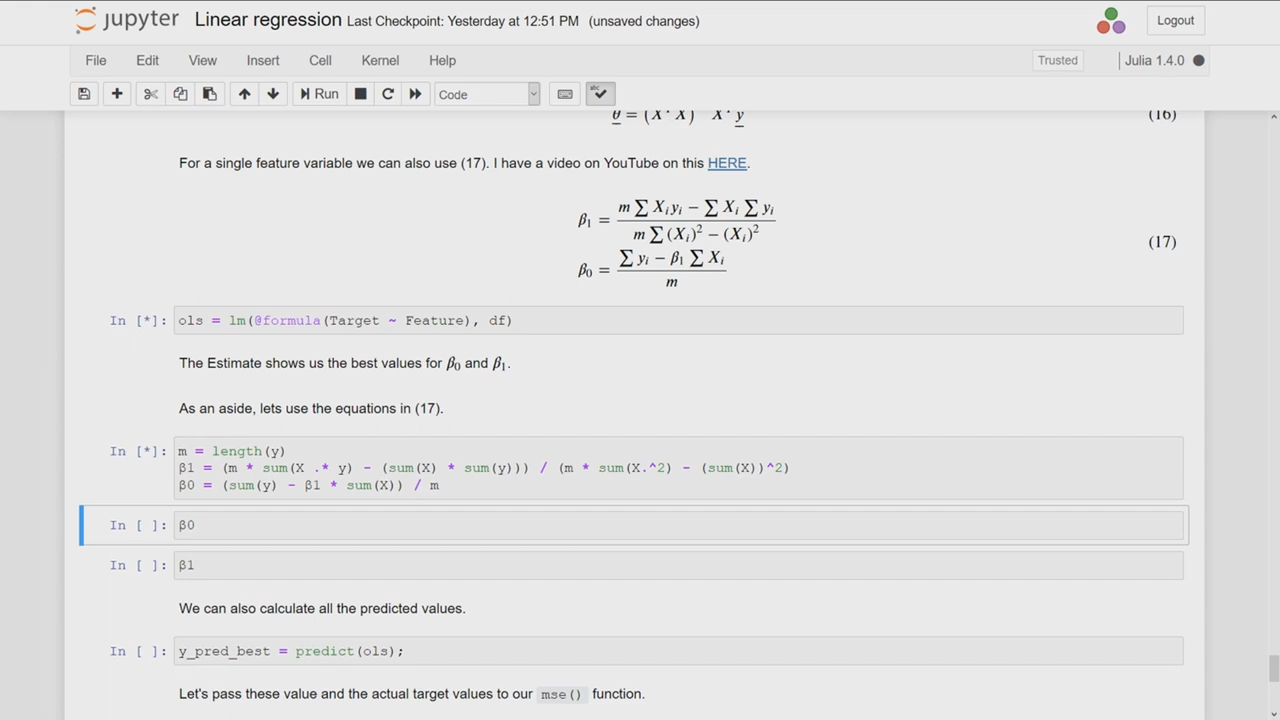 jupyter Linear regression Last Checkpoint: Yesterday at 12:51 PM (unsaved changes) Logout
File Edit View Insert Cell Kernel Help Trusted Julia 1.4.0
Run Code
(16)
For a single feature variable we can also use (17). I have a video on YouTube on this HERE.
β₁ = (m ∑ Xᵢyᵢ − ∑ Xᵢ ∑ yᵢ) / (m ∑ (Xᵢ)² − (Xᵢ)²)
(17)
β₀ = (∑ yᵢ − β₁ ∑ Xᵢ) / m
In [*]: ols = lm(@formula(Target ~ Feature), df)
The Estimate shows us the best values for β₀ and β₁.
As an aside, lets use the equations in (17).
In [*]: m = length(y)
β1 = (m * sum(X .* y) - (sum(X) * sum(y))) / (m * sum(X.^2) - (sum(X))^2)
β0 = (sum(y) - β1 * sum(X)) / m
In [ ]: β0
In [ ]: β1
We can also calculate all the predicted values.
In [ ]: y_pred_best = predict(ols);
Let's pass these value and the actual target values to our mse() function.